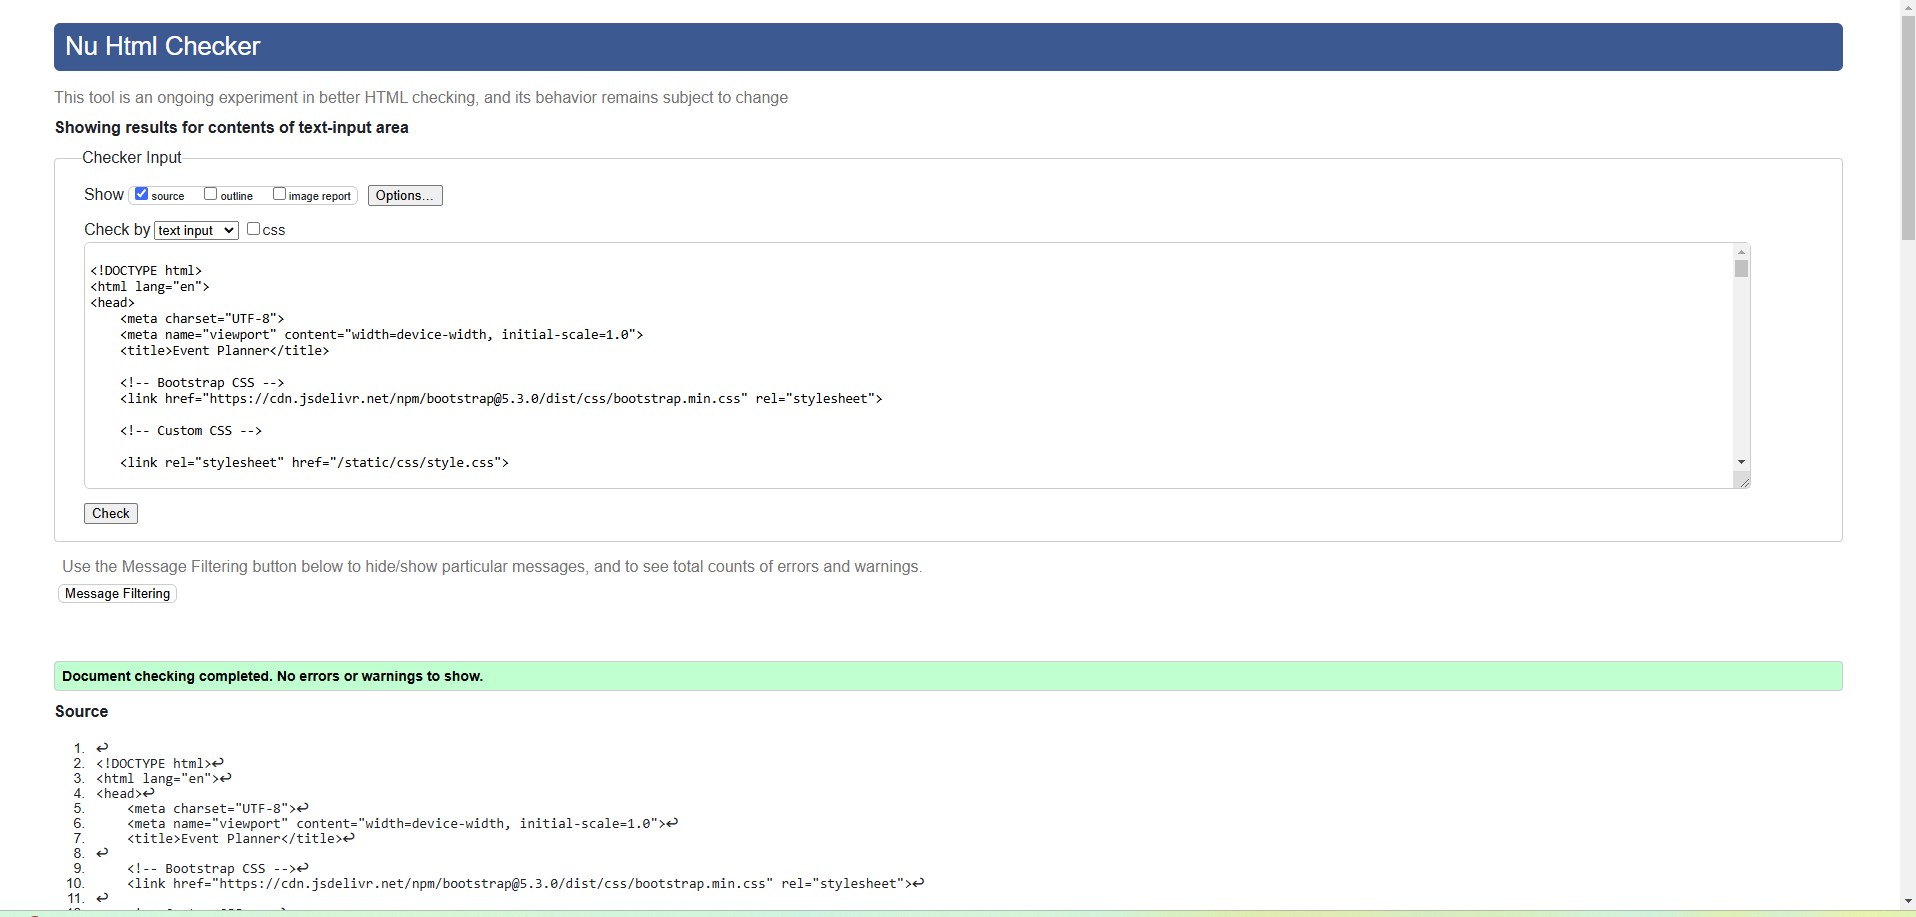 Nu Html Checker
This tool is an ongoing experiment in better HTML checking, and its behavior remains subject to change
Showing results for contents of text-input area
Checker Input
Show source outline image report Options...
Check by text input css
<!DOCTYPE html>
<html lang="en">
<head>
    <meta charset="UTF-8">
    <meta name="viewport" content="width=device-width, initial-scale=1.0">
    <title>Event Planner</title>
    <!-- Bootstrap CSS -->
    <link href="https://cdn.jsdelivr.net/npm/bootstrap@5.3.0/dist/css/bootstrap.min.css" rel="stylesheet">
    <!-- Custom CSS -->
    <link rel="stylesheet" href="/static/css/style.css">
Check
Use the Message Filtering button below to hide/show particular messages, and to see total counts of errors and warnings.
Message Filtering
Document checking completed. No errors or warnings to show.
Source
1. ↩
2. <!DOCTYPE html>↩
3. <html lang="en">↩
4. <head>↩
5.     <meta charset="UTF-8">↩
6.     <meta name="viewport" content="width=device-width, initial-scale=1.0">↩
7.     <title>Event Planner</title>↩
8. ↩
9.     <!-- Bootstrap CSS -->↩
10.     <link href="https://cdn.jsdelivr.net/npm/bootstrap@5.3.0/dist/css/bootstrap.min.css" rel="stylesheet">↩
11. ↩